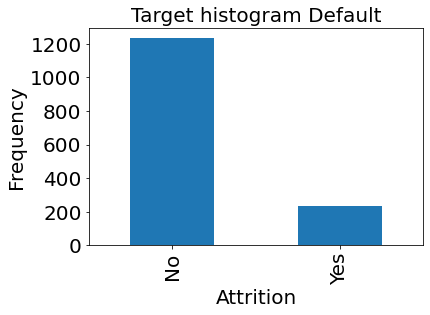 Target histogram Default
1200
1000
800
600
400
200
0
Frequency
No
Yes
Attrition